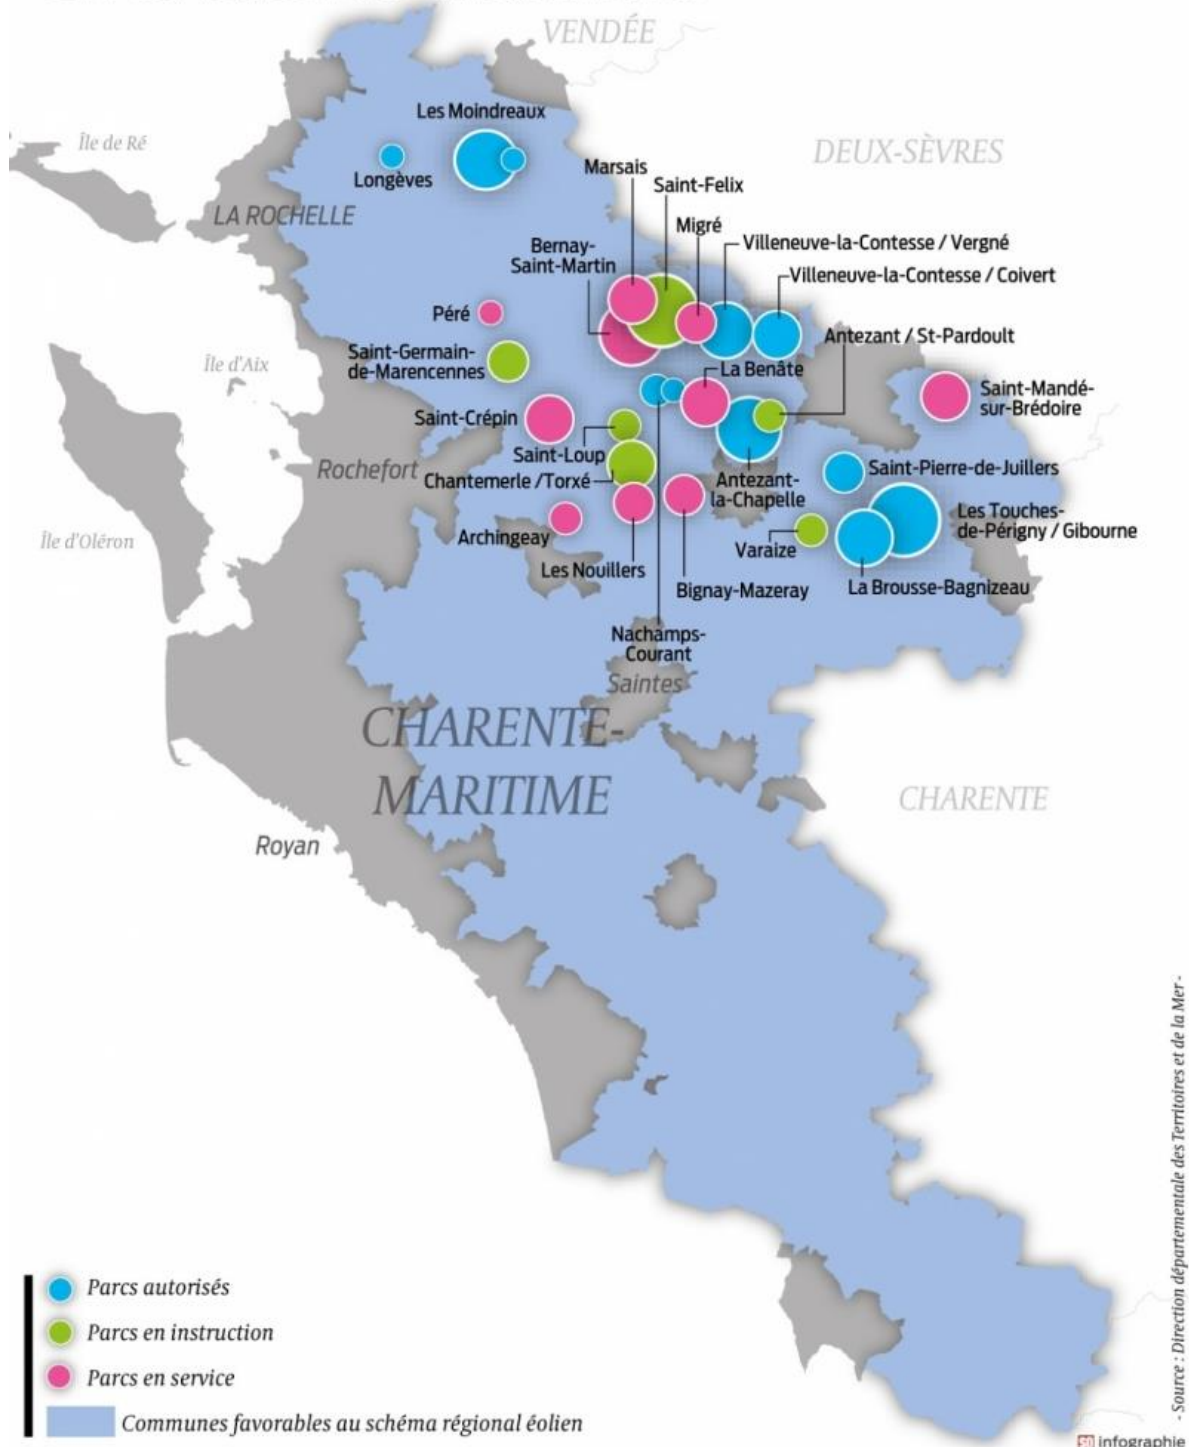 VENDÉE
Les Moindreaux
Île de Ré
DEUX-SÈVRES
Marsais
Longèves
Saint-Felix
LA ROCHELLE
Migré
Bernay-
Saint-Martin
Villeneuve-la-Contesse / Vergné
Villeneuve-la-Contesse / Coivert
Péré
Antezant / St-Pardoult
Saint-Germain-
de-Marencennes
Île d'Aix
La Benâte
Saint-Mandé-
sur-Brédoire
Saint-Crépin
Saint-Loup
Rochefort
Chantemerle /Torxé
Saint-Pierre-de-Juillers
Antezant-
la-Chapelle
Les Touches-
de-Périgny / Gibourne
Île d'Oléron
Archingeay
Varaize
Les Nouillers
Bignay-Mazeray
La Brousse-Bagnizeau
Nachamps-
Courant
Saintes
CHARENTE-
MARITIME
CHARENTE
Royan
Parcs autorisés
Parcs en instruction
Parcs en service
Communes favorables au schéma régional éolien
- Source : Direction départementale des Territoires et de la Mer -
SO infographie